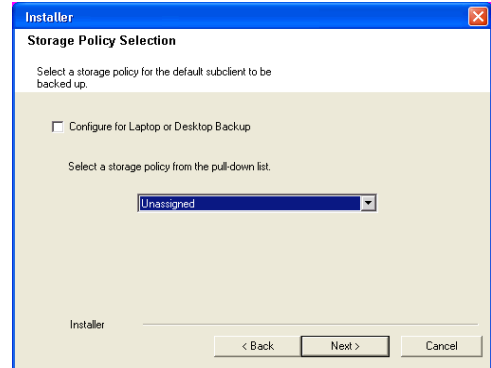 Installer
Storage Policy Selection
Select a storage policy for the default subclient to be
backed up.
Configure for Laptop or Desktop Backup
Select a storage policy from the pull-down list.
Unassigned
Installer
< Back
Next >
Cancel